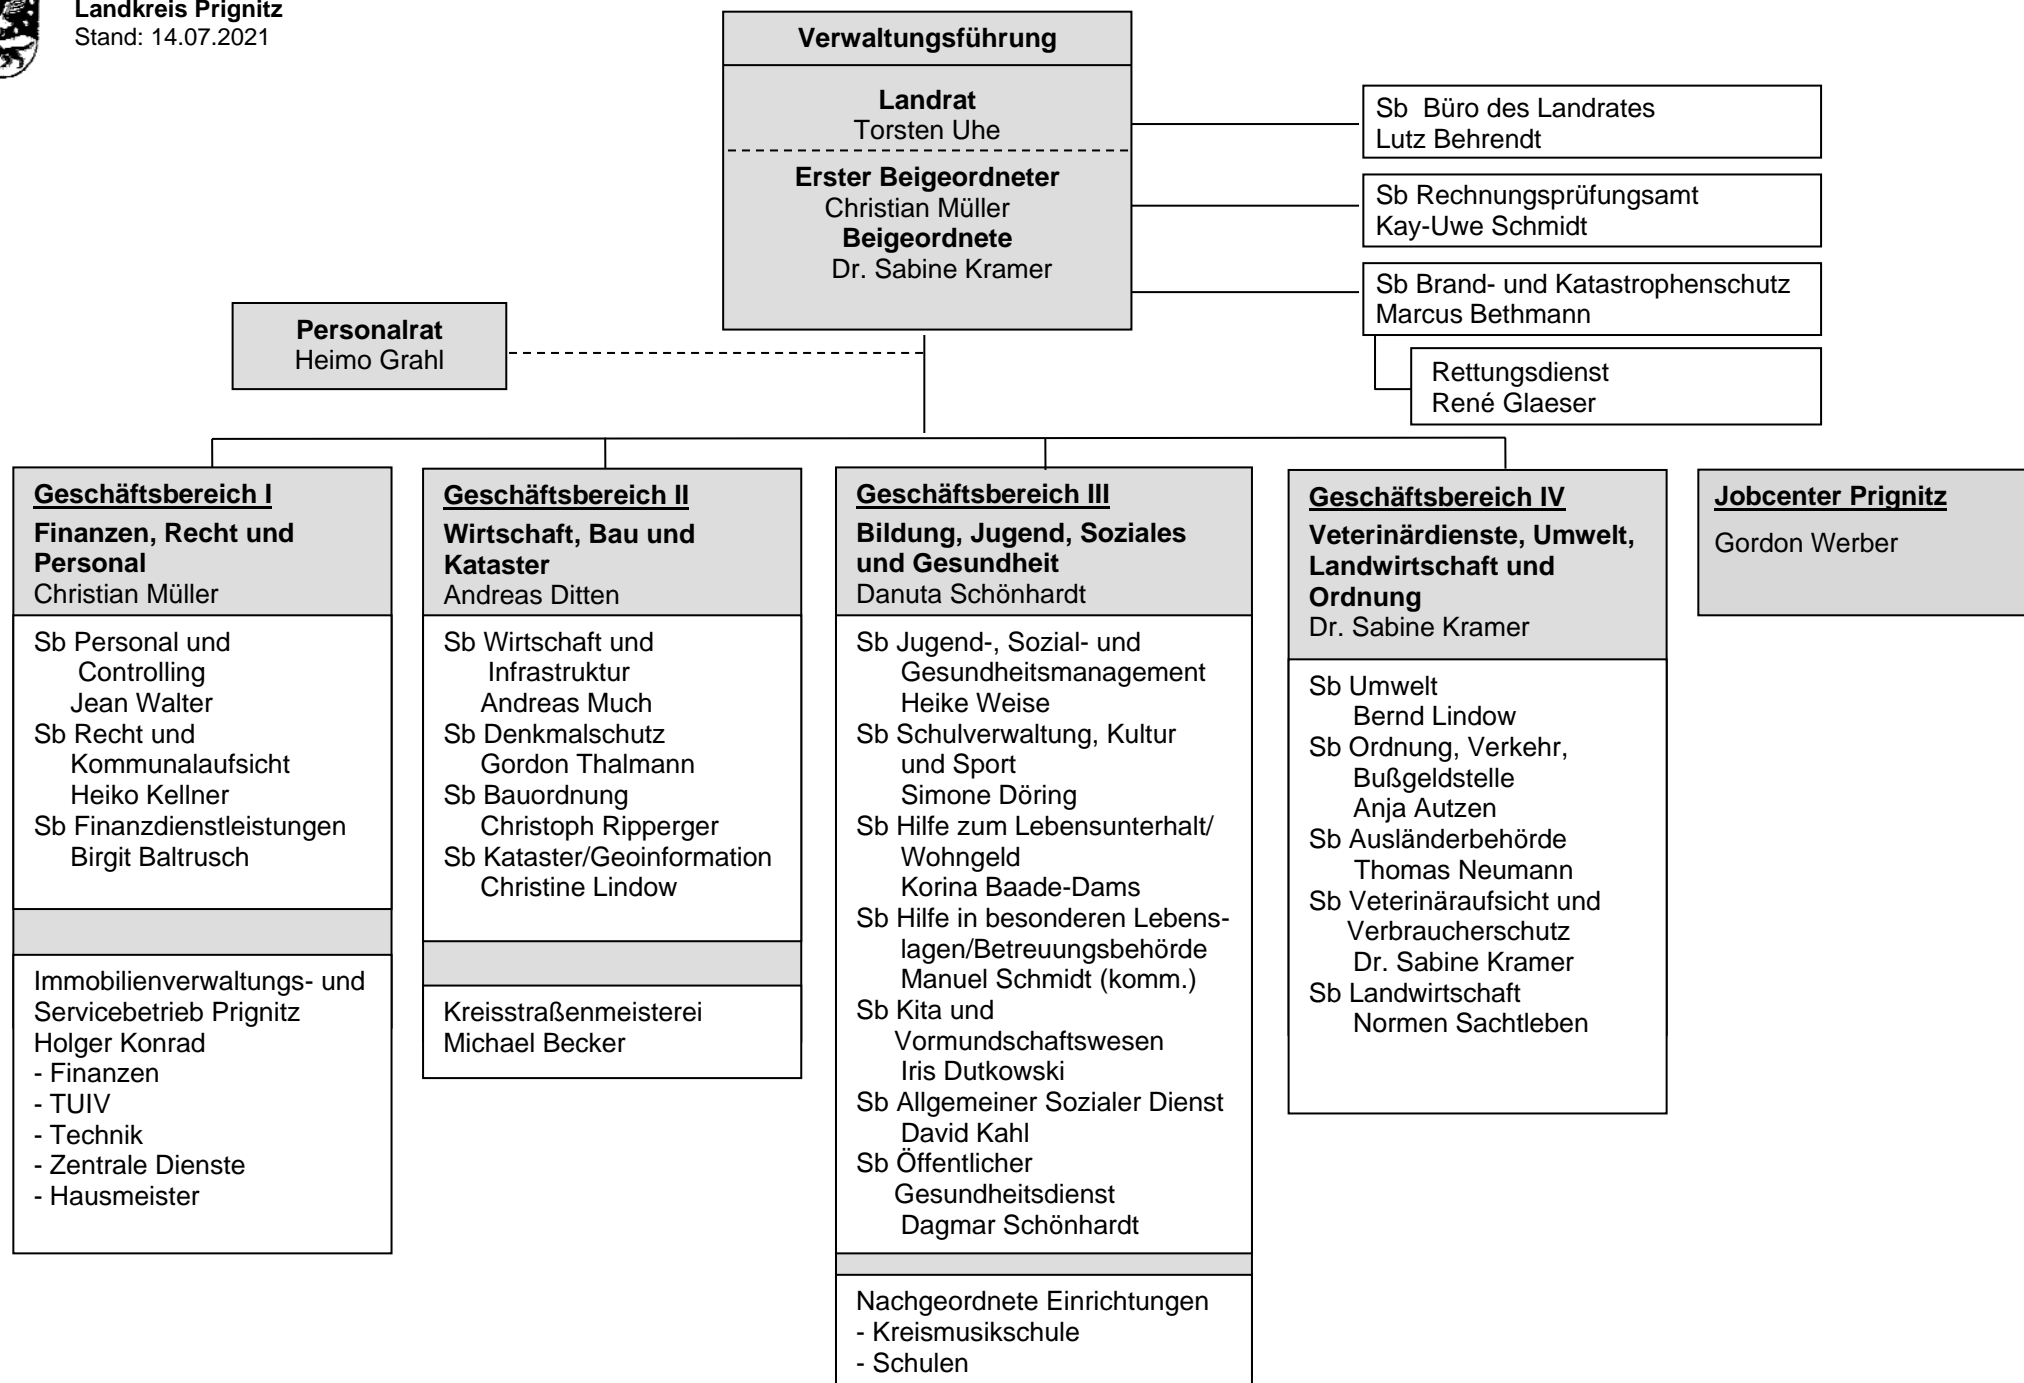 Landkreis Prignitz
Stand: 14.07.2021
Verwaltungsführung
Landrat
Torsten Uhe
Erster Beigeordneter
Christian Müller
Beigeordnete
Dr. Sabine Kramer
Sb Büro des Landrates
Lutz Behrendt
Sb Rechnungsprüfungsamt
Kay-Uwe Schmidt
Sb Brand- und Katastrophenschutz
Marcus Bethmann
Rettungsdienst
René Glaeser
Personalrat
Heimo Grahl
Geschäftsbereich I
Finanzen, Recht und
Personal
Christian Müller
Sb Personal und
Controlling
Jean Walter
Sb Recht und
Kommunalaufsicht
Heiko Kellner
Sb Finanzdienstleistungen
Birgit Baltrusch
Immobilienverwaltungs- und
Servicebetrieb Prignitz
Holger Konrad
- Finanzen
- TUIV
- Technik
- Zentrale Dienste
- Hausmeister
Geschäftsbereich II
Wirtschaft, Bau und
Kataster
Andreas Ditten
Sb Wirtschaft und
Infrastruktur
Andreas Much
Sb Denkmalschutz
Gordon Thalmann
Sb Bauordnung
Christoph Ripperger
Sb Kataster/Geoinformation
Christine Lindow
Kreisstraßenmeisterei
Michael Becker
Geschäftsbereich III
Bildung, Jugend, Soziales
und Gesundheit
Danuta Schönhardt
Sb Jugend-, Sozial- und
Gesundheitsmanagement
Heike Weise
Sb Schulverwaltung, Kultur
und Sport
Simone Döring
Sb Hilfe zum Lebensunterhalt/
Wohngeld
Korina Baade-Dams
Sb Hilfe in besonderen Lebens-
lagen/Betreuungsbehörde
Manuel Schmidt (komm.)
Sb Kita und
Vormundschaftswesen
Iris Dutkowski
Sb Allgemeiner Sozialer Dienst
David Kahl
Sb Öffentlicher
Gesundheitsdienst
Dagmar Schönhardt
Nachgeordnete Einrichtungen
- Kreismusikschule
- Schulen
Geschäftsbereich IV
Veterinärdienste, Umwelt,
Landwirtschaft und
Ordnung
Dr. Sabine Kramer
Sb Umwelt
Bernd Lindow
Sb Ordnung, Verkehr,
Bußgeldstelle
Anja Autzen
Sb Ausländerbehörde
Thomas Neumann
Sb Veterinäraufsicht und
Verbraucherschutz
Dr. Sabine Kramer
Sb Landwirtschaft
Normen Sachtleben
Jobcenter Prignitz
Gordon Werber